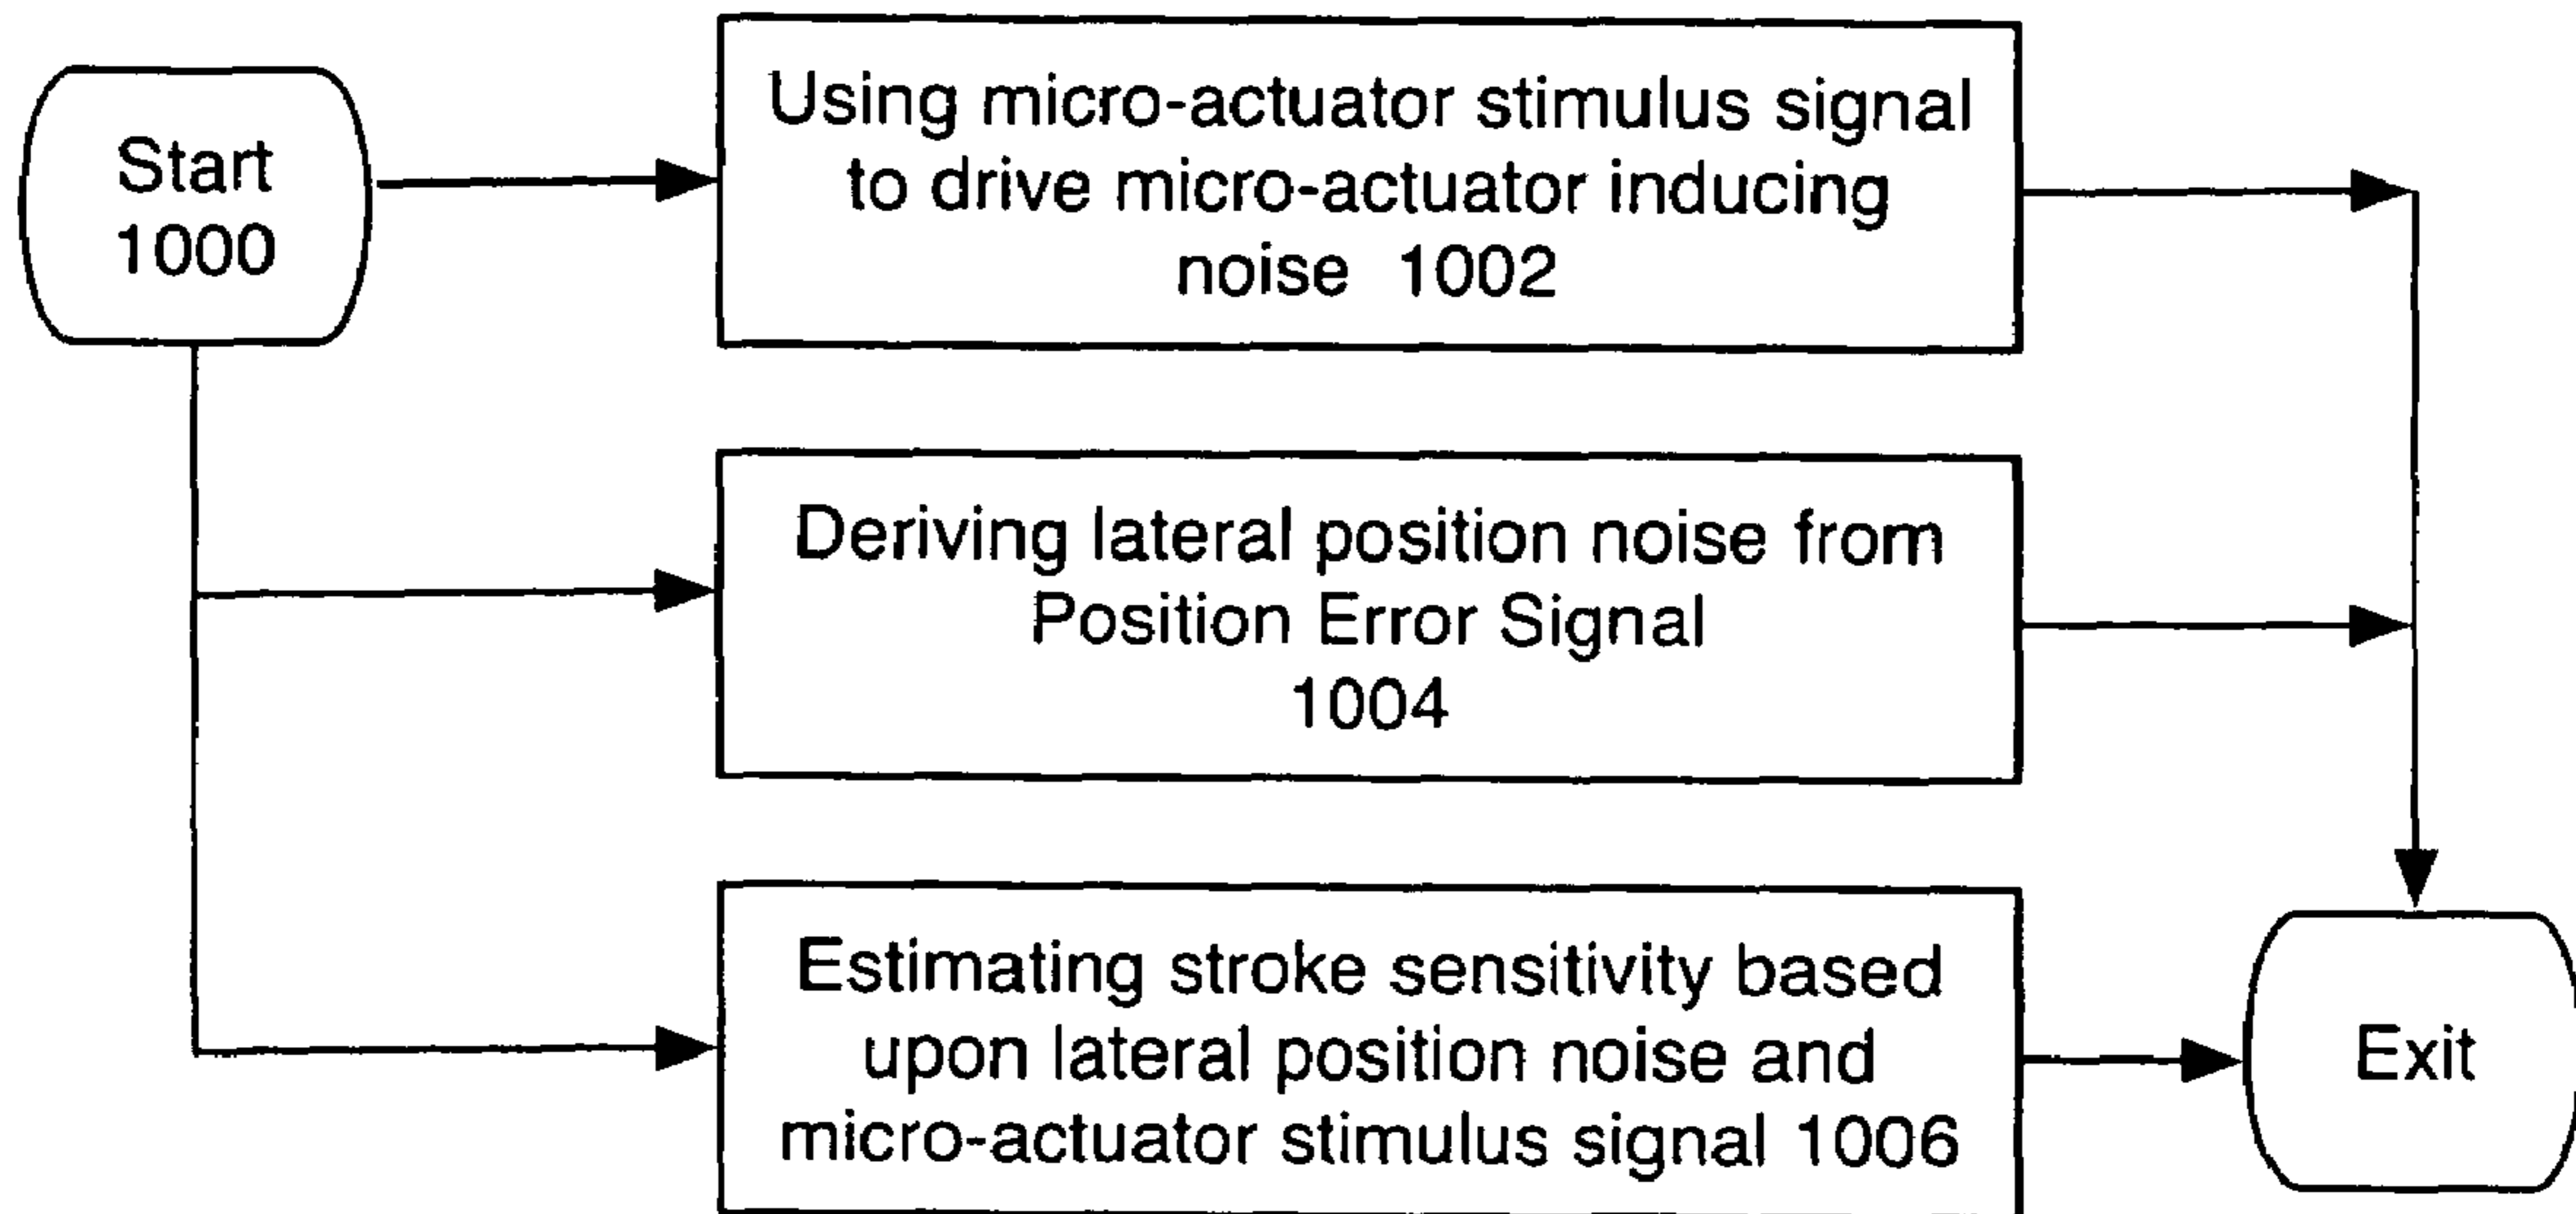 Start
1000
Using micro-actuator stimulus signal
to drive micro-actuator inducing
noise 1002
Deriving lateral position noise from
Position Error Signal
1004
Estimating stroke sensitivity based
upon lateral position noise and
micro-actuator stimulus signal 1006
Exit